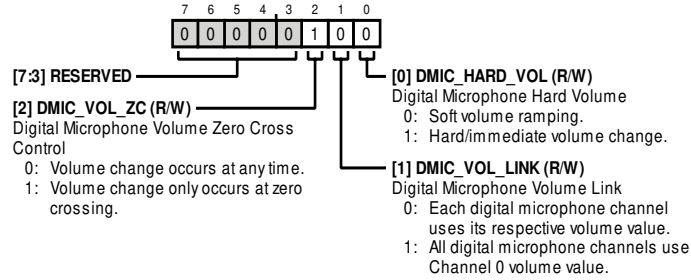 7 6 5 4 3 2 1 0
0 0 0 0 0 1 0 0
[7:3] RESERVED
[2] DMIC_VOL_ZC (R/W)
Digital Microphone Volume Zero Cross
Control
0: Volume change occurs at any time.
1: Volume change only occurs at zero
crossing.
[0] DMIC_HARD_VOL (R/W)
Digital Microphone Hard Volume
0: Soft volume ramping.
1: Hard/immediate volume change.
[1] DMIC_VOL_LINK (R/W)
Digital Microphone Volume Link
0: Each digital microphone channel
uses its respective volume value.
1: All digital microphone channels use
Channel 0 volume value.